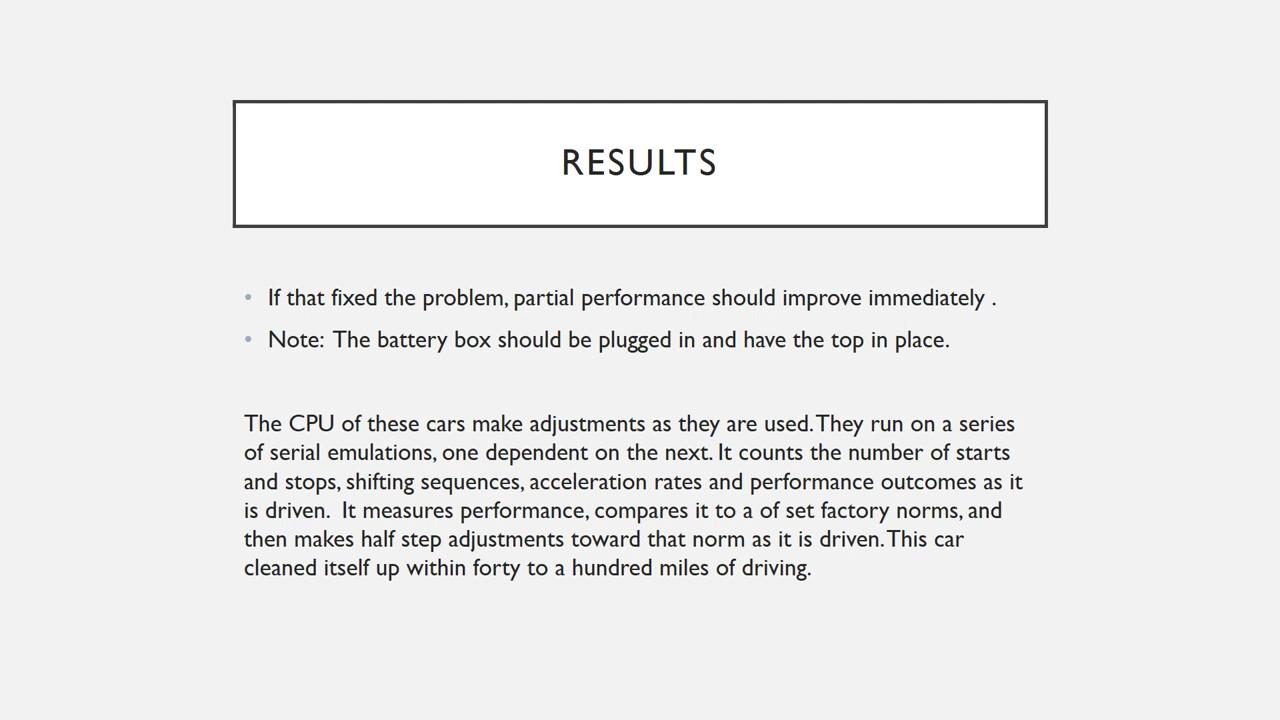 RESULTS
• If that fixed the problem, partial performance should improve immediately .
• Note: The battery box should be plugged in and have the top in place.
The CPU of these cars make adjustments as they are used. They run on a series
of serial emulations, one dependent on the next. It counts the number of starts
and stops, shifting sequences, acceleration rates and performance outcomes as it
is driven.  It measures performance, compares it to a of set factory norms, and
then makes half step adjustments toward that norm as it is driven. This car
cleaned itself up within forty to a hundred miles of driving.